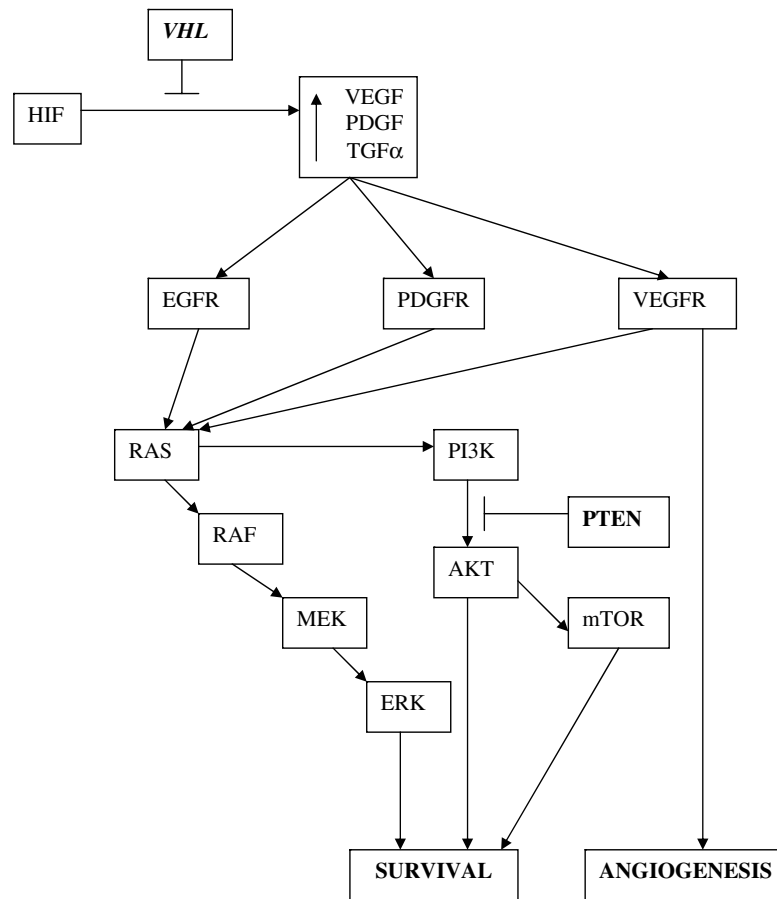 VHL
HIF
VEGF
PDGF
TGFα
EGFR
PDGFR
VEGFR
RAS
PI3K
RAF
PTEN
AKT
MEK
mTOR
ERK
SURVIVAL
ANGIOGENESIS